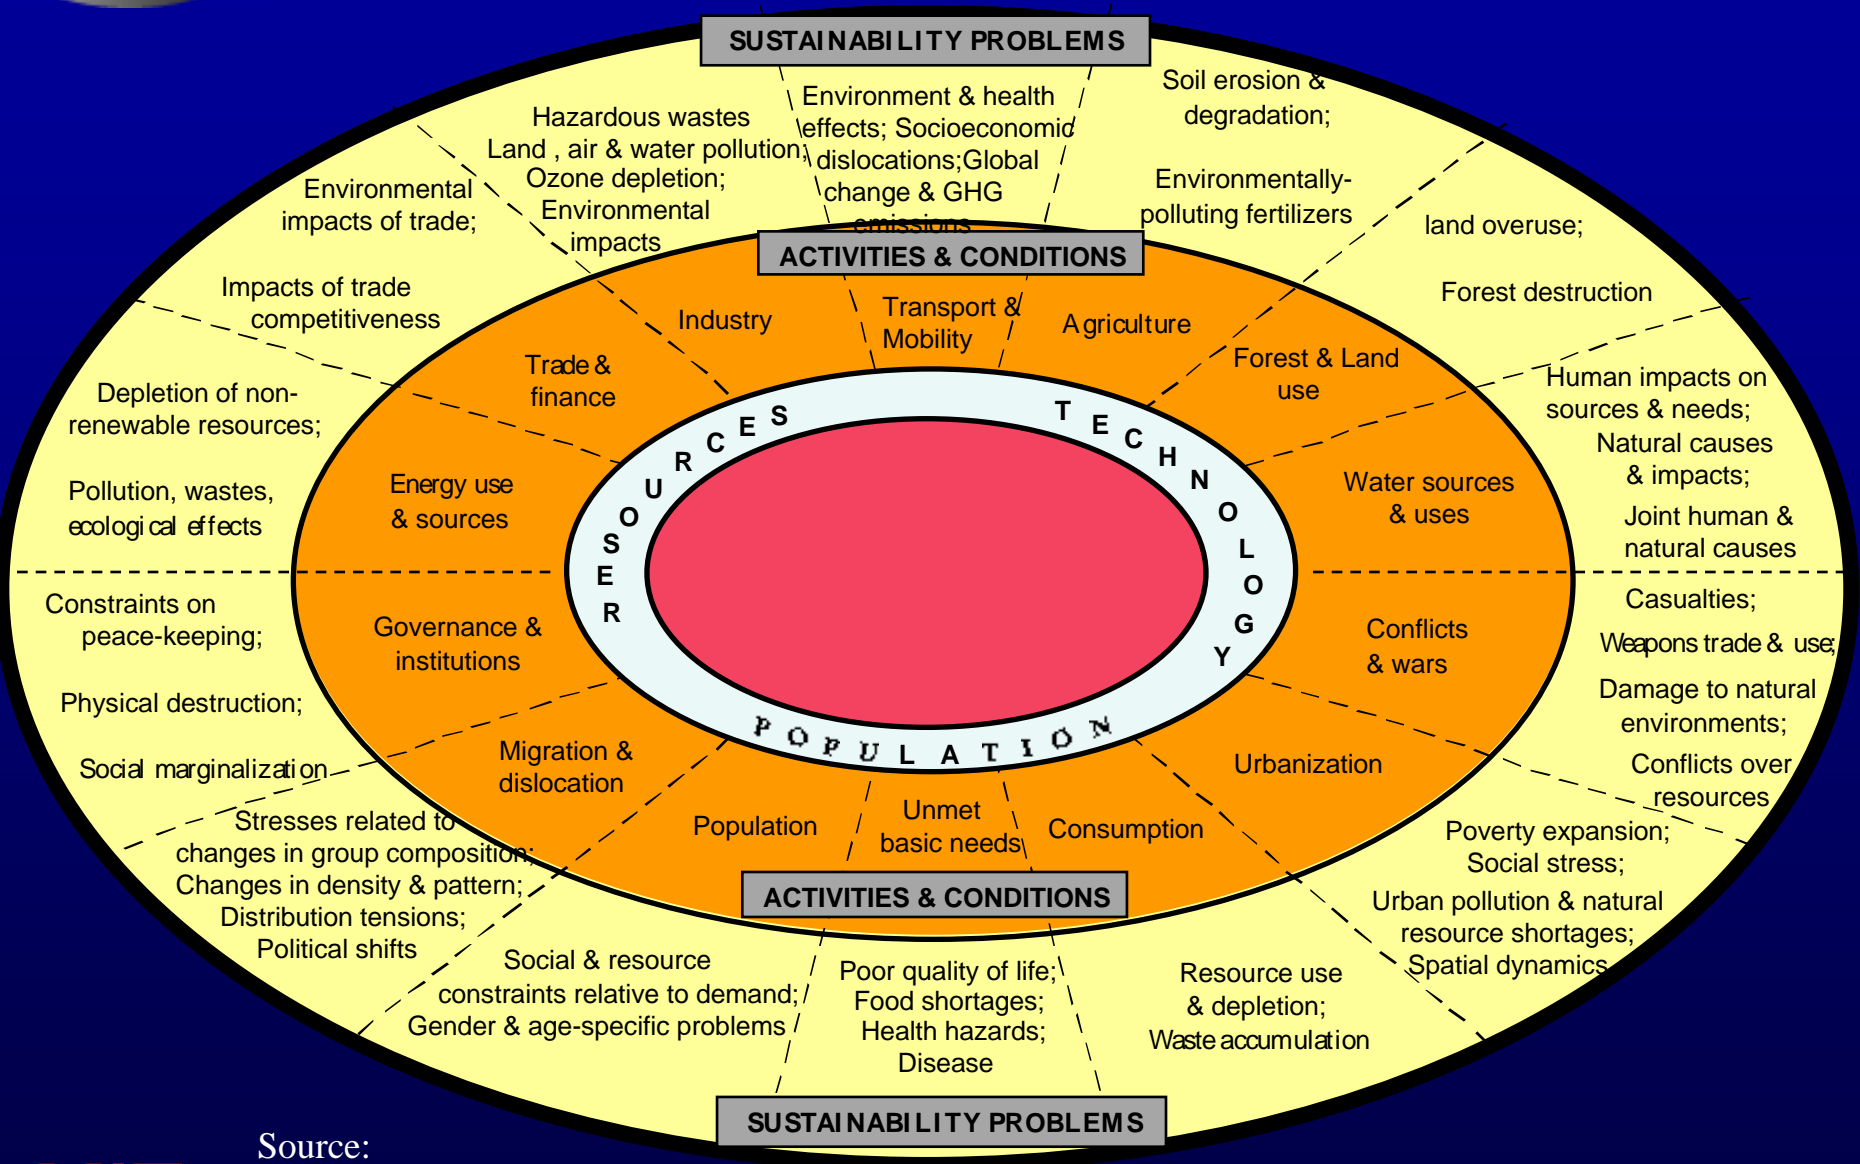 SUSTAINABILITY PROBLEMS
Environment & health
effects; Socioeconomic
dislocations;Global
change & GHG
emissions
Soil erosion &
degradation;
Environmentally-
polluting fertilizers
land overuse;
Forest destruction
Human impacts on
sources & needs;
Natural causes
& impacts;
Joint human &
natural causes
Casualties;
Weapons trade & use;
Damage to natural
environments;
Conflicts over
resources
Poverty expansion;
Social stress;
Urban pollution & natural
resource shortages;
Spatial dynamics
Resource use
& depletion;
Waste accumulation
Poor quality of life;
Food shortages;
Health hazards;
Disease
Social & resource
constraints relative to demand;
Gender & age-specific problems
Stresses related to
changes in group composition;
Changes in density & pattern;
Distribution tensions;
Political shifts
Constraints on
peace-keeping;
Physical destruction;
Social marginalization
Depletion of non-
renewable resources;
Pollution, wastes,
ecological effects
Environmental
impacts of trade;
Impacts of trade
competitiveness
Hazardous wastes
Land , air & water pollution;
Ozone depletion;
Environmental
impacts
ACTIVITIES & CONDITIONS
Industry
Transport &
Mobility
Agriculture
Forest & Land
use
Water sources
& uses
Conflicts
& wars
Urbanization
Consumption
Unmet
basic needs
Population
Migration &
dislocation
Governance &
institutions
Energy use
& sources
Trade &
finance
RESOURCES
TECHNOLOGY
POPULATION
ACTIVITIES & CONDITIONS
SUSTAINABILITY PROBLEMS
Source: